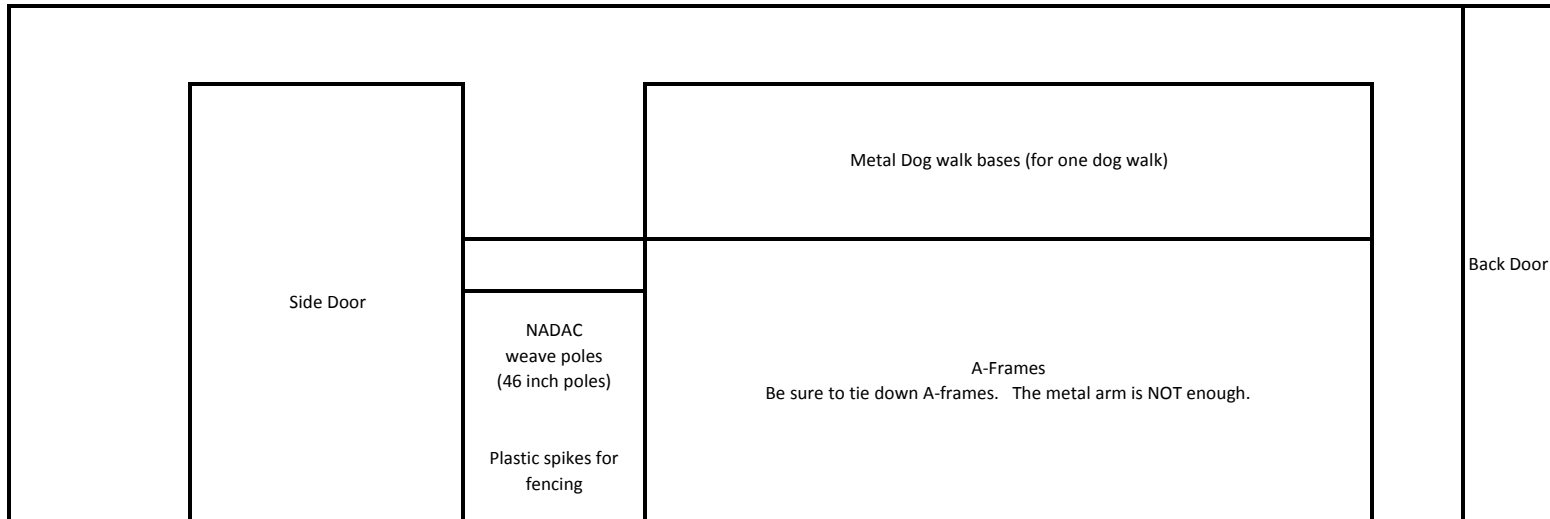 Metal Dog walk bases (for one dog walk)
Back Door
Side Door
NADAC
weave poles
(46 inch poles)
A-Frames
Be sure to tie down A-frames.   The metal arm is NOT enough.
Plastic spikes for
fencing